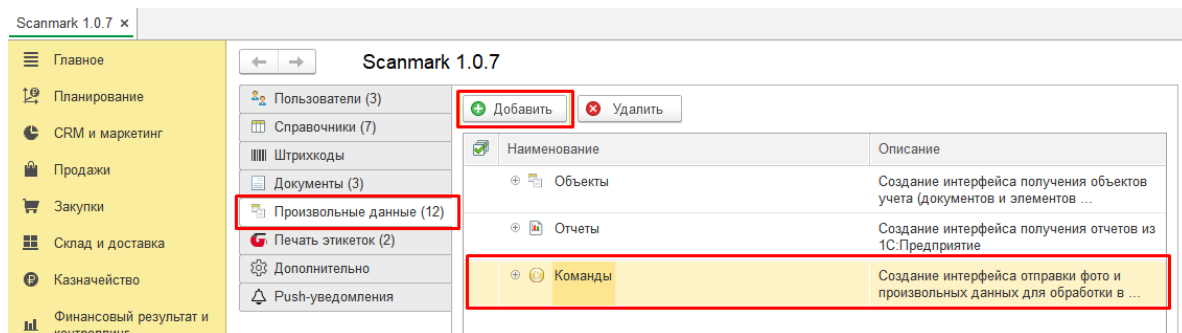 Scanmark 1.0.7 ×
Главное
Планирование
CRM и маркетинг
Продажи
Закупки
Склад и доставка
Казначейство
Финансовый результат и
контроллинг
Scanmark 1.0.7
Пользователи (3)
Справочники (7)
Штрихкоды
Документы (3)
Произвольные данные (12)
Печать этикеток (2)
Дополнительно
Push-уведомления
Добавить
Удалить
Наименование
Описание
Объекты
Создание интерфейса получения объектов
учета (документов и элементов ...
Отчеты
Создание интерфейса получения отчетов из
1С:Предприятие
Команды
Создание интерфейса отправки фото и
произвольных данных для обработки в ...